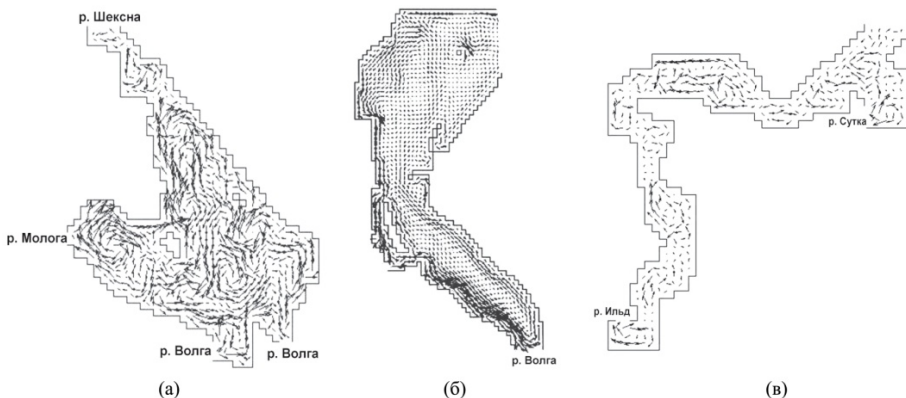 р. Шексна
р. Молога
р. Волга
р. Волга
(а)
р. Волга
(б)
р. Сутка
р. Ильд
(в)